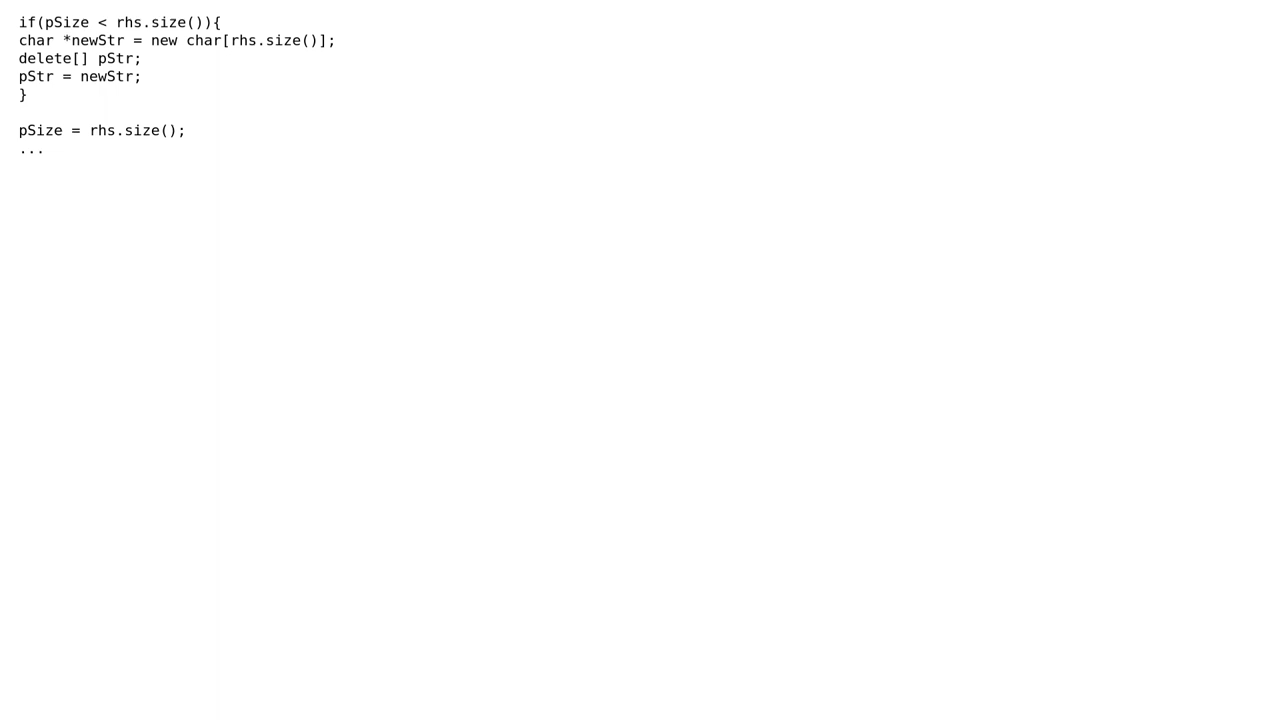 if(pSize < rhs.size()){
char *newStr = new char[rhs.size()];
delete[] pStr;
pStr = newStr;
}

pSize = rhs.size();
...